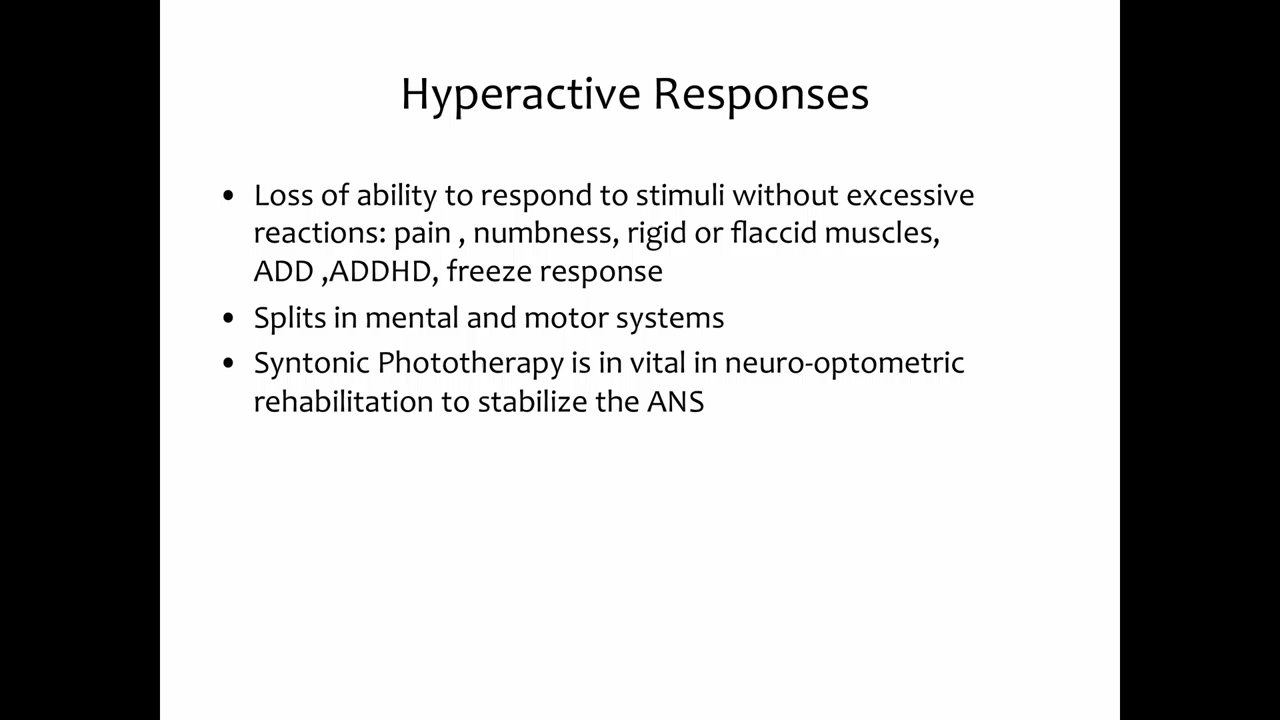 Hyperactive Responses
• Loss of ability to respond to stimuli without excessive
reactions: pain , numbness, rigid or flaccid muscles,
ADD ,ADDHD, freeze response
• Splits in mental and motor systems
• Syntonic Phototherapy is in vital in neuro-optometric
rehabilitation to stabilize the ANS